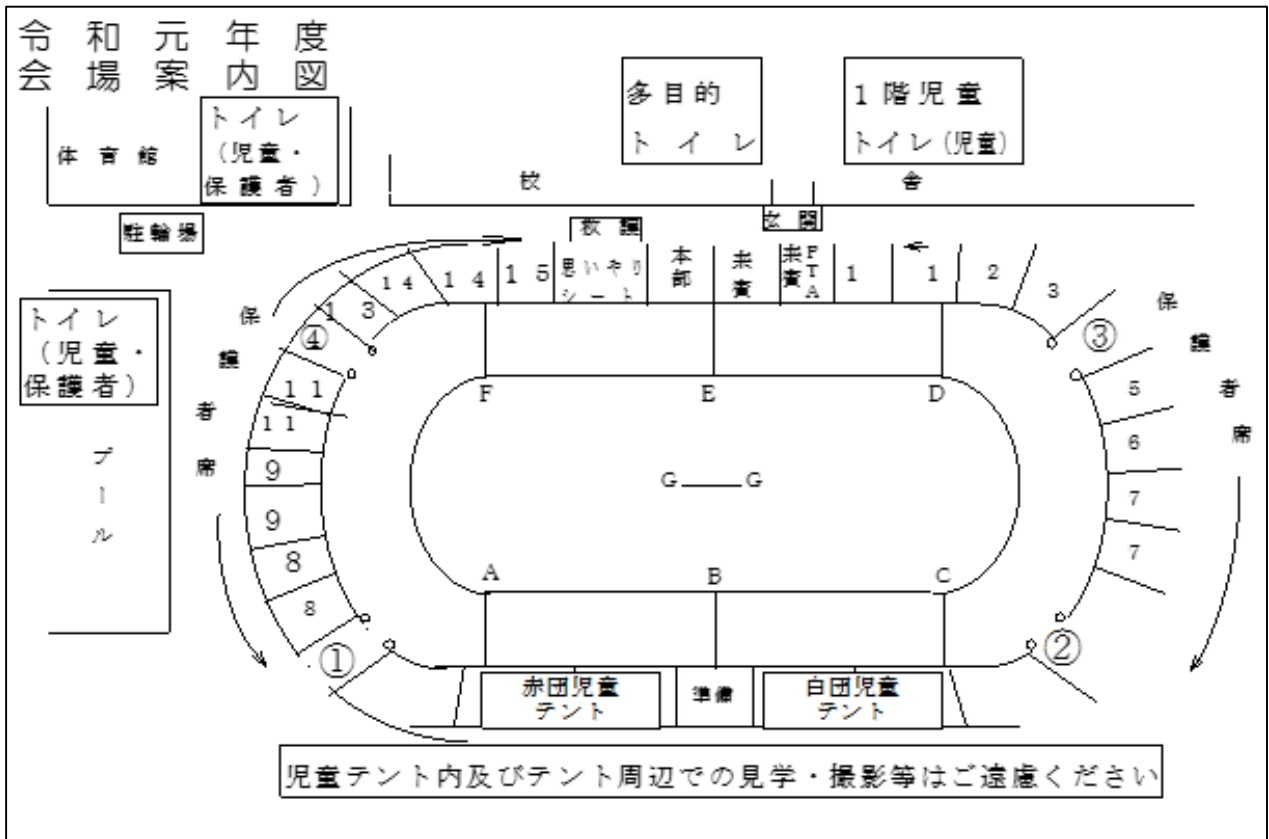 令和元年度
会場案内図
多目的
トイレ
1階児童
トイレ(児童)
トイレ
(児童・
保護者)
体育館
校舎
駐輪場
救護
玄関
思いやり
シート
本部
来賓
来賓PTA
1
1
2
3
15
14
14
13
④
③
保護者席
保護者席
トイレ
(児童・
保護者)
プール
11
11
9
9
8
8
5
6
7
7
F
E
D
G
G
A
B
C
①
②
赤団児童
テント
準備
白団児童
テント
児童テント内及びテント周辺での見学・撮影等はご遠慮ください